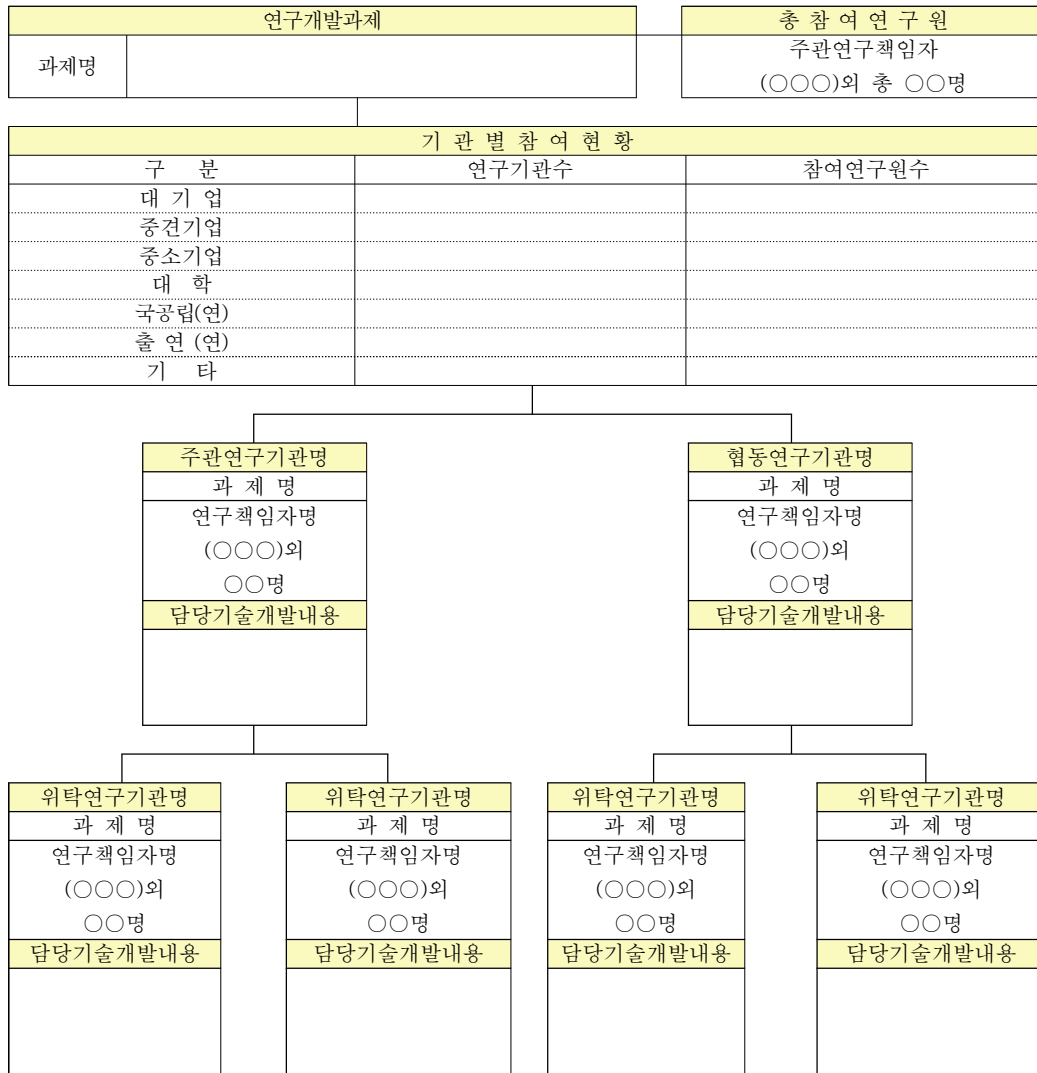 연구개발과제
총 참 여 연 구 원
과제명
주관연구책임자
(○○○)외 총 ○○명
기 관 별 참 여 현 황
구 분 연구기관수 참여연구원수
대 기 업
중견기업
중소기업
대 학
국공립(연)
출 연 (연)
기 타
주관연구기관명
과 제 명
연구책임자명
(○○○)외
○○명
담당기술개발내용
협동연구기관명
과 제 명
연구책임자명
(○○○)외
○○명
담당기술개발내용
위탁연구기관명
과 제 명
연구책임자명
(○○○)외
○○명
담당기술개발내용
위탁연구기관명
과 제 명
연구책임자명
(○○○)외
○○명
담당기술개발내용
위탁연구기관명
과 제 명
연구책임자명
(○○○)외
○○명
담당기술개발내용
위탁연구기관명
과 제 명
연구책임자명
(○○○)외
○○명
담당기술개발내용